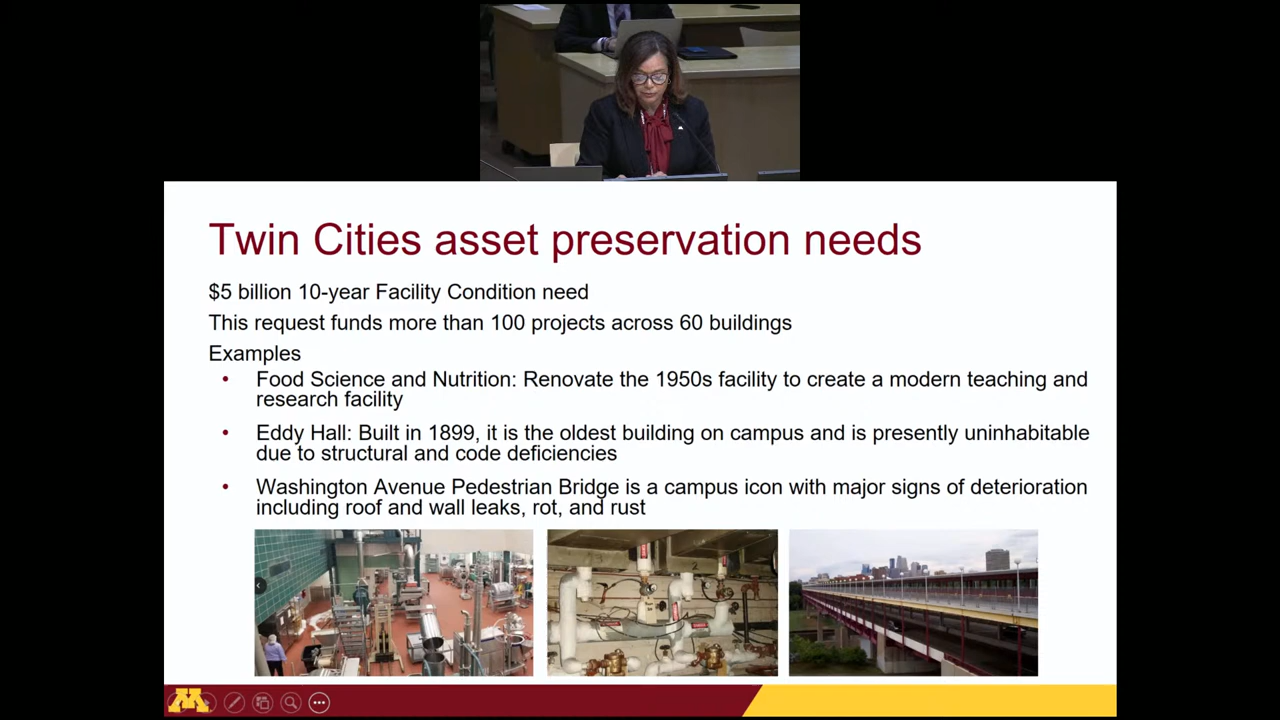 Twin Cities asset preservation needs
$5 billion 10-year Facility Condition need
This request funds more than 100 projects across 60 buildings
Examples
• Food Science and Nutrition: Renovate the 1950s facility to create a modern teaching and
research facility
• Eddy Hall: Built in 1899, it is the oldest building on campus and is presently uninhabitable
due to structural and code deficiencies
• Washington Avenue Pedestrian Bridge is a campus icon with major signs of deterioration
including roof and wall leaks, rot, and rust
M